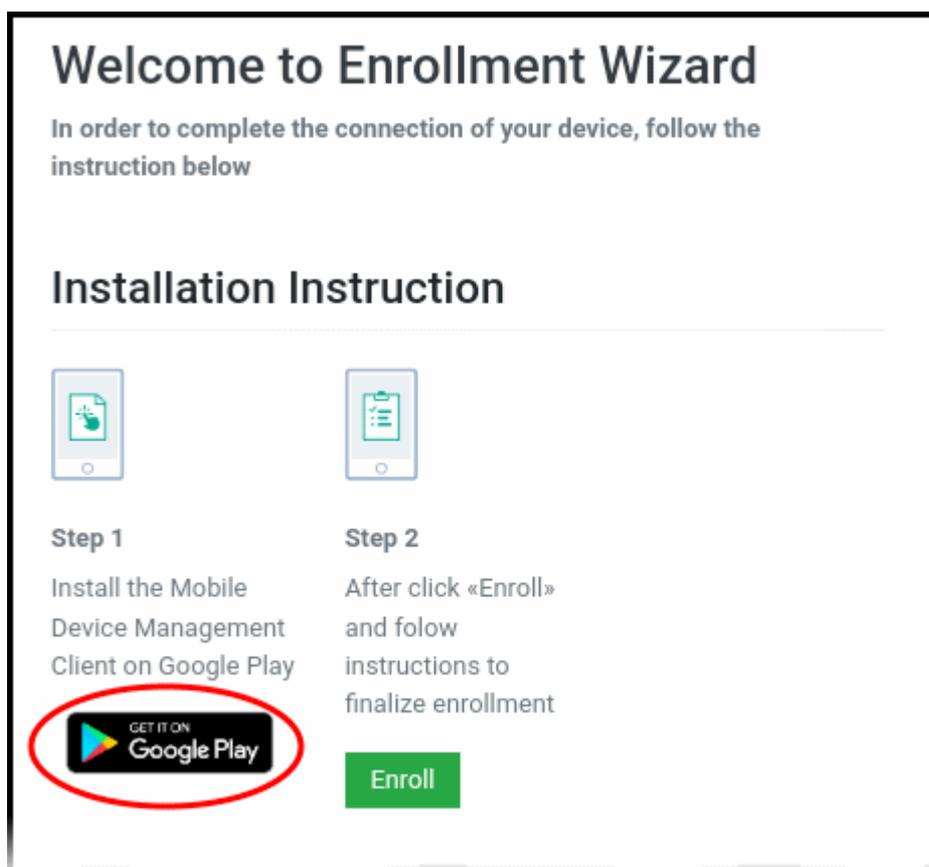 Welcome to Enrollment Wizard
In order to complete the connection of your device, follow the
instruction below
Installation Instruction
Step 1
Install the Mobile
Device Management
Client on Google Play
GET IT ON
Google Play
Step 2
After click «Enroll»
and folow
instructions to
finalize enrollment
Enroll